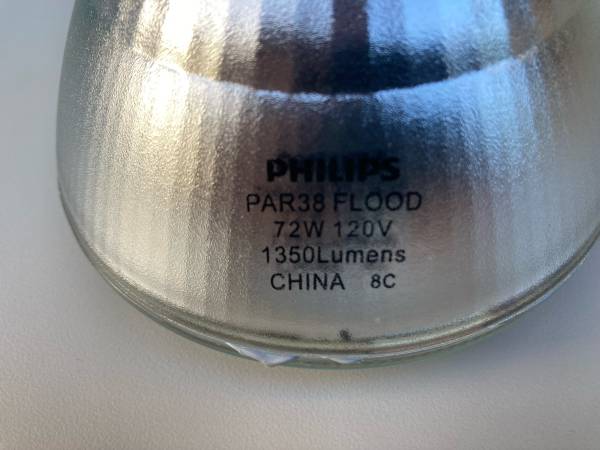 PHILIPS
PAR38 FLOOD
72W 120V
1350Lumens
CHINA 8C